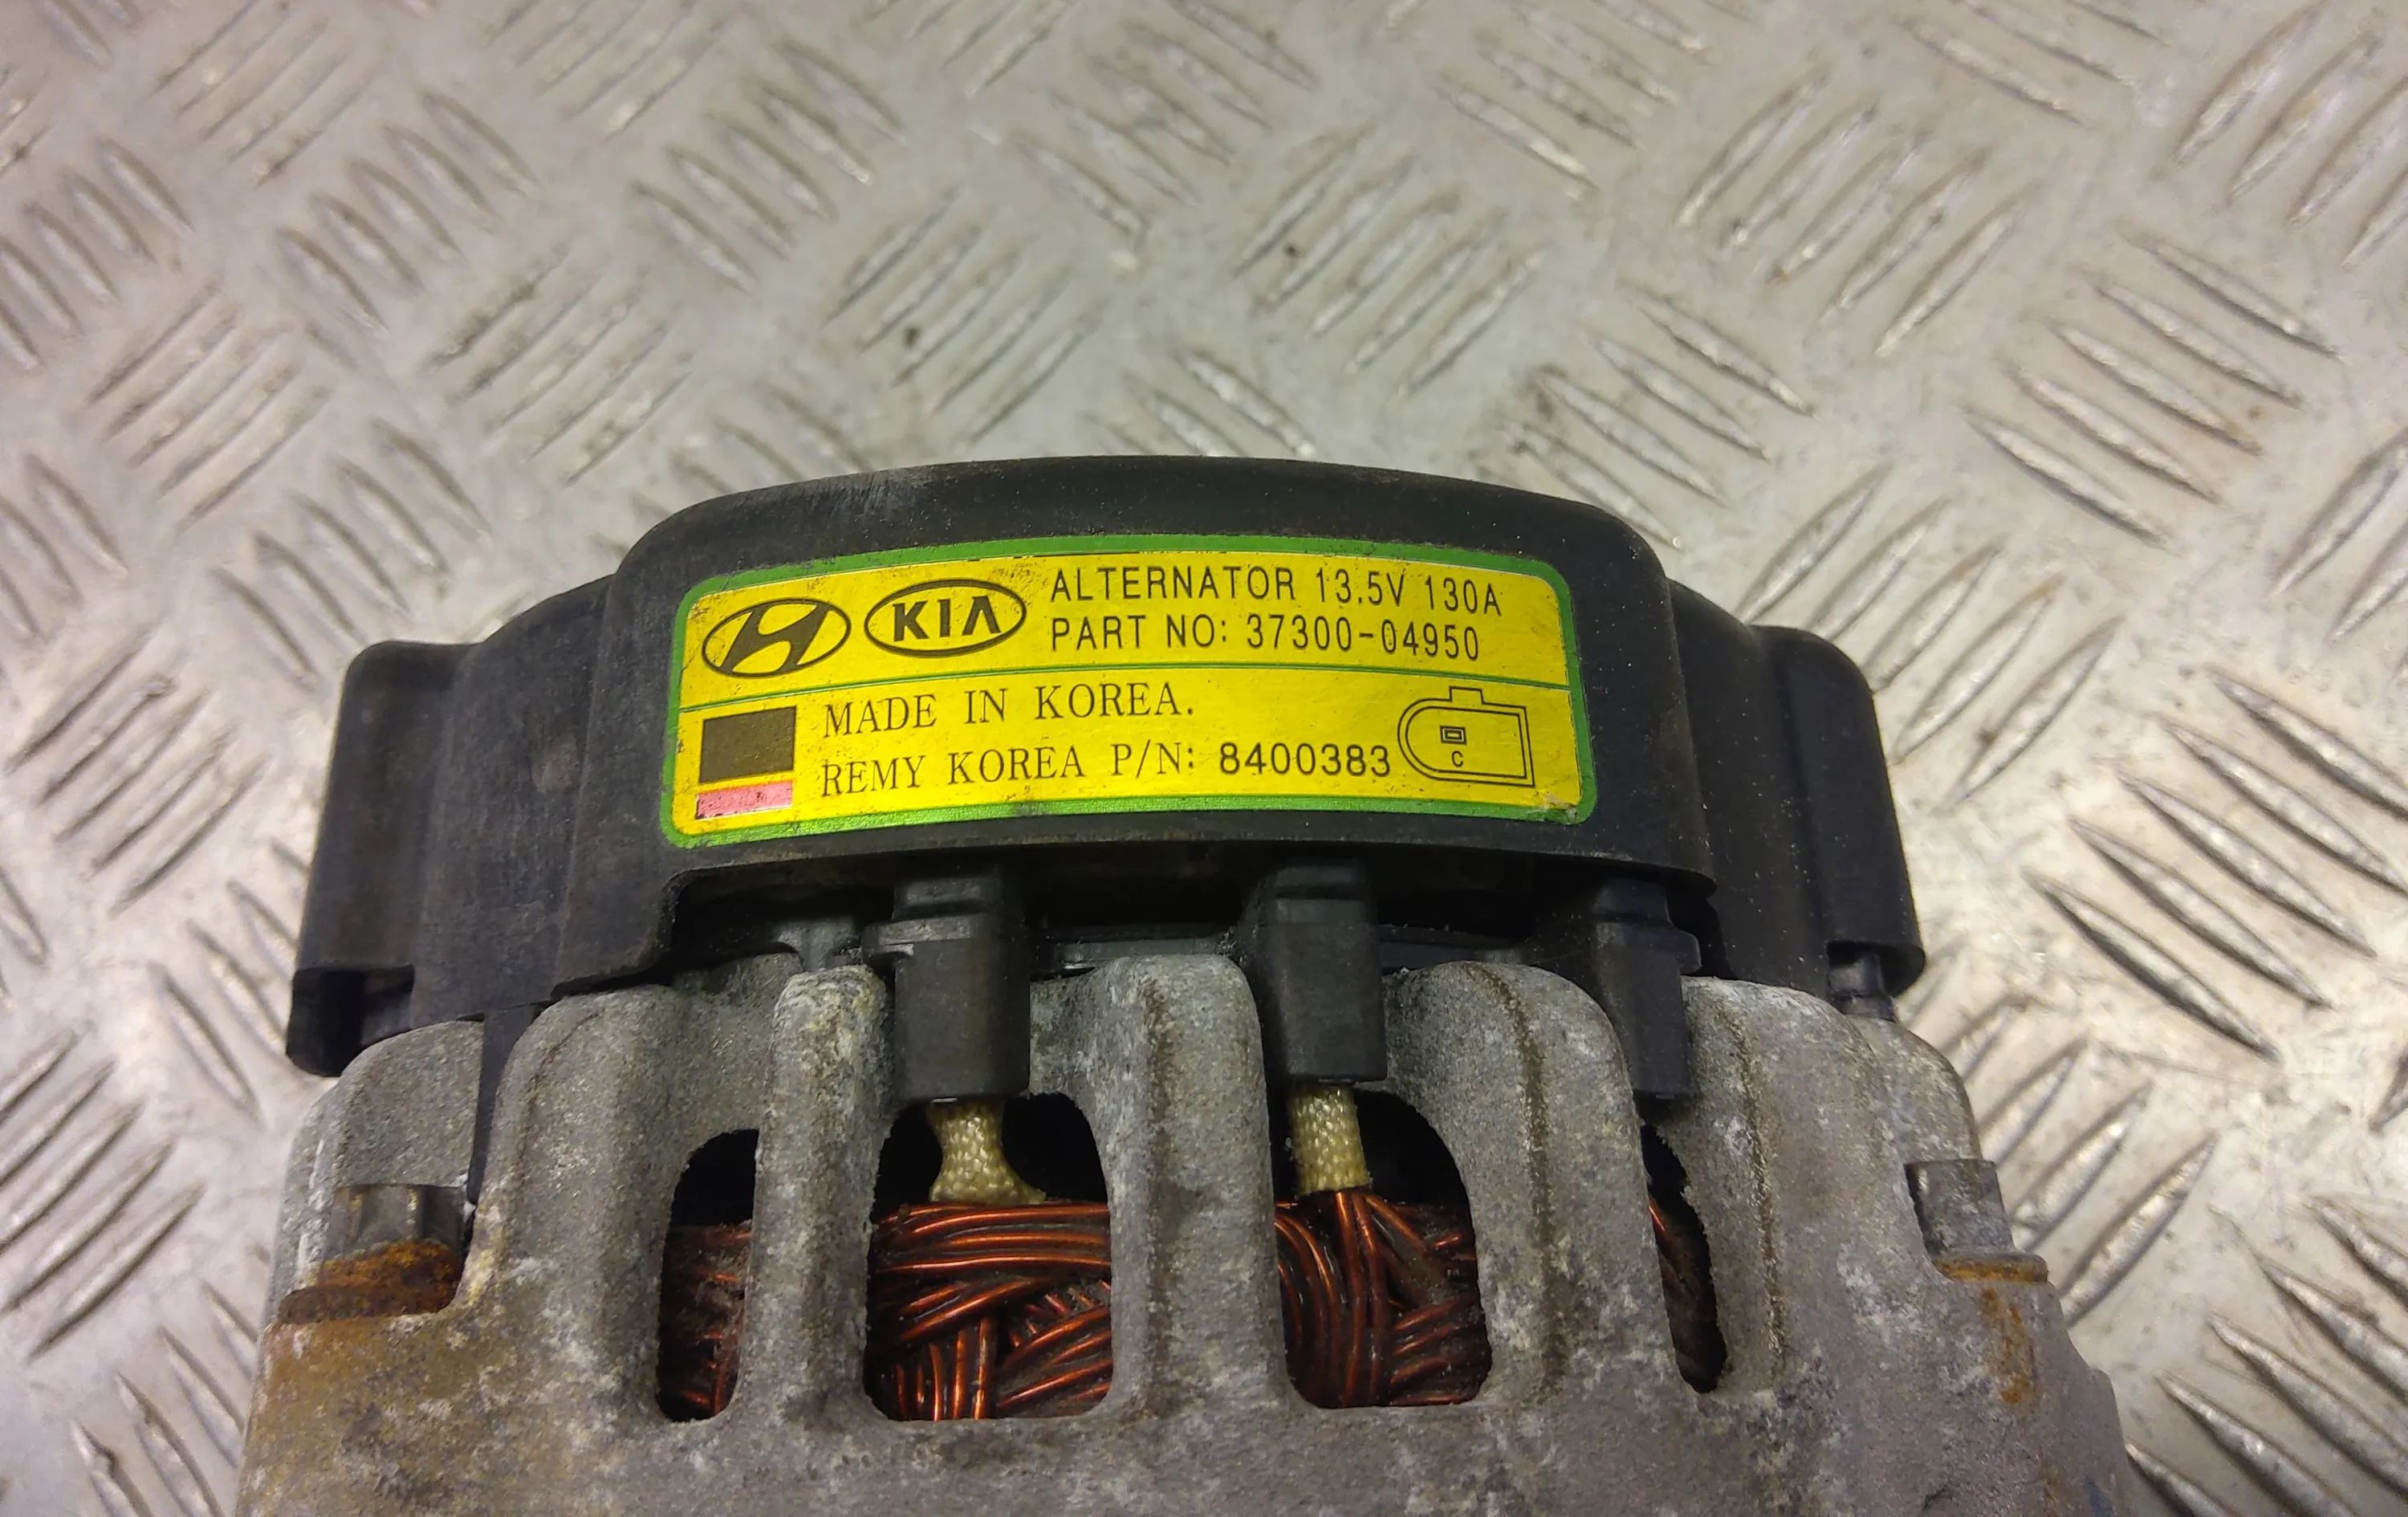 KIA
ALTERNATOR 13.5V 130A
PART NO: 37300-04950
MADE IN KOREA.
REMY KOREA P/N: 8400383
C